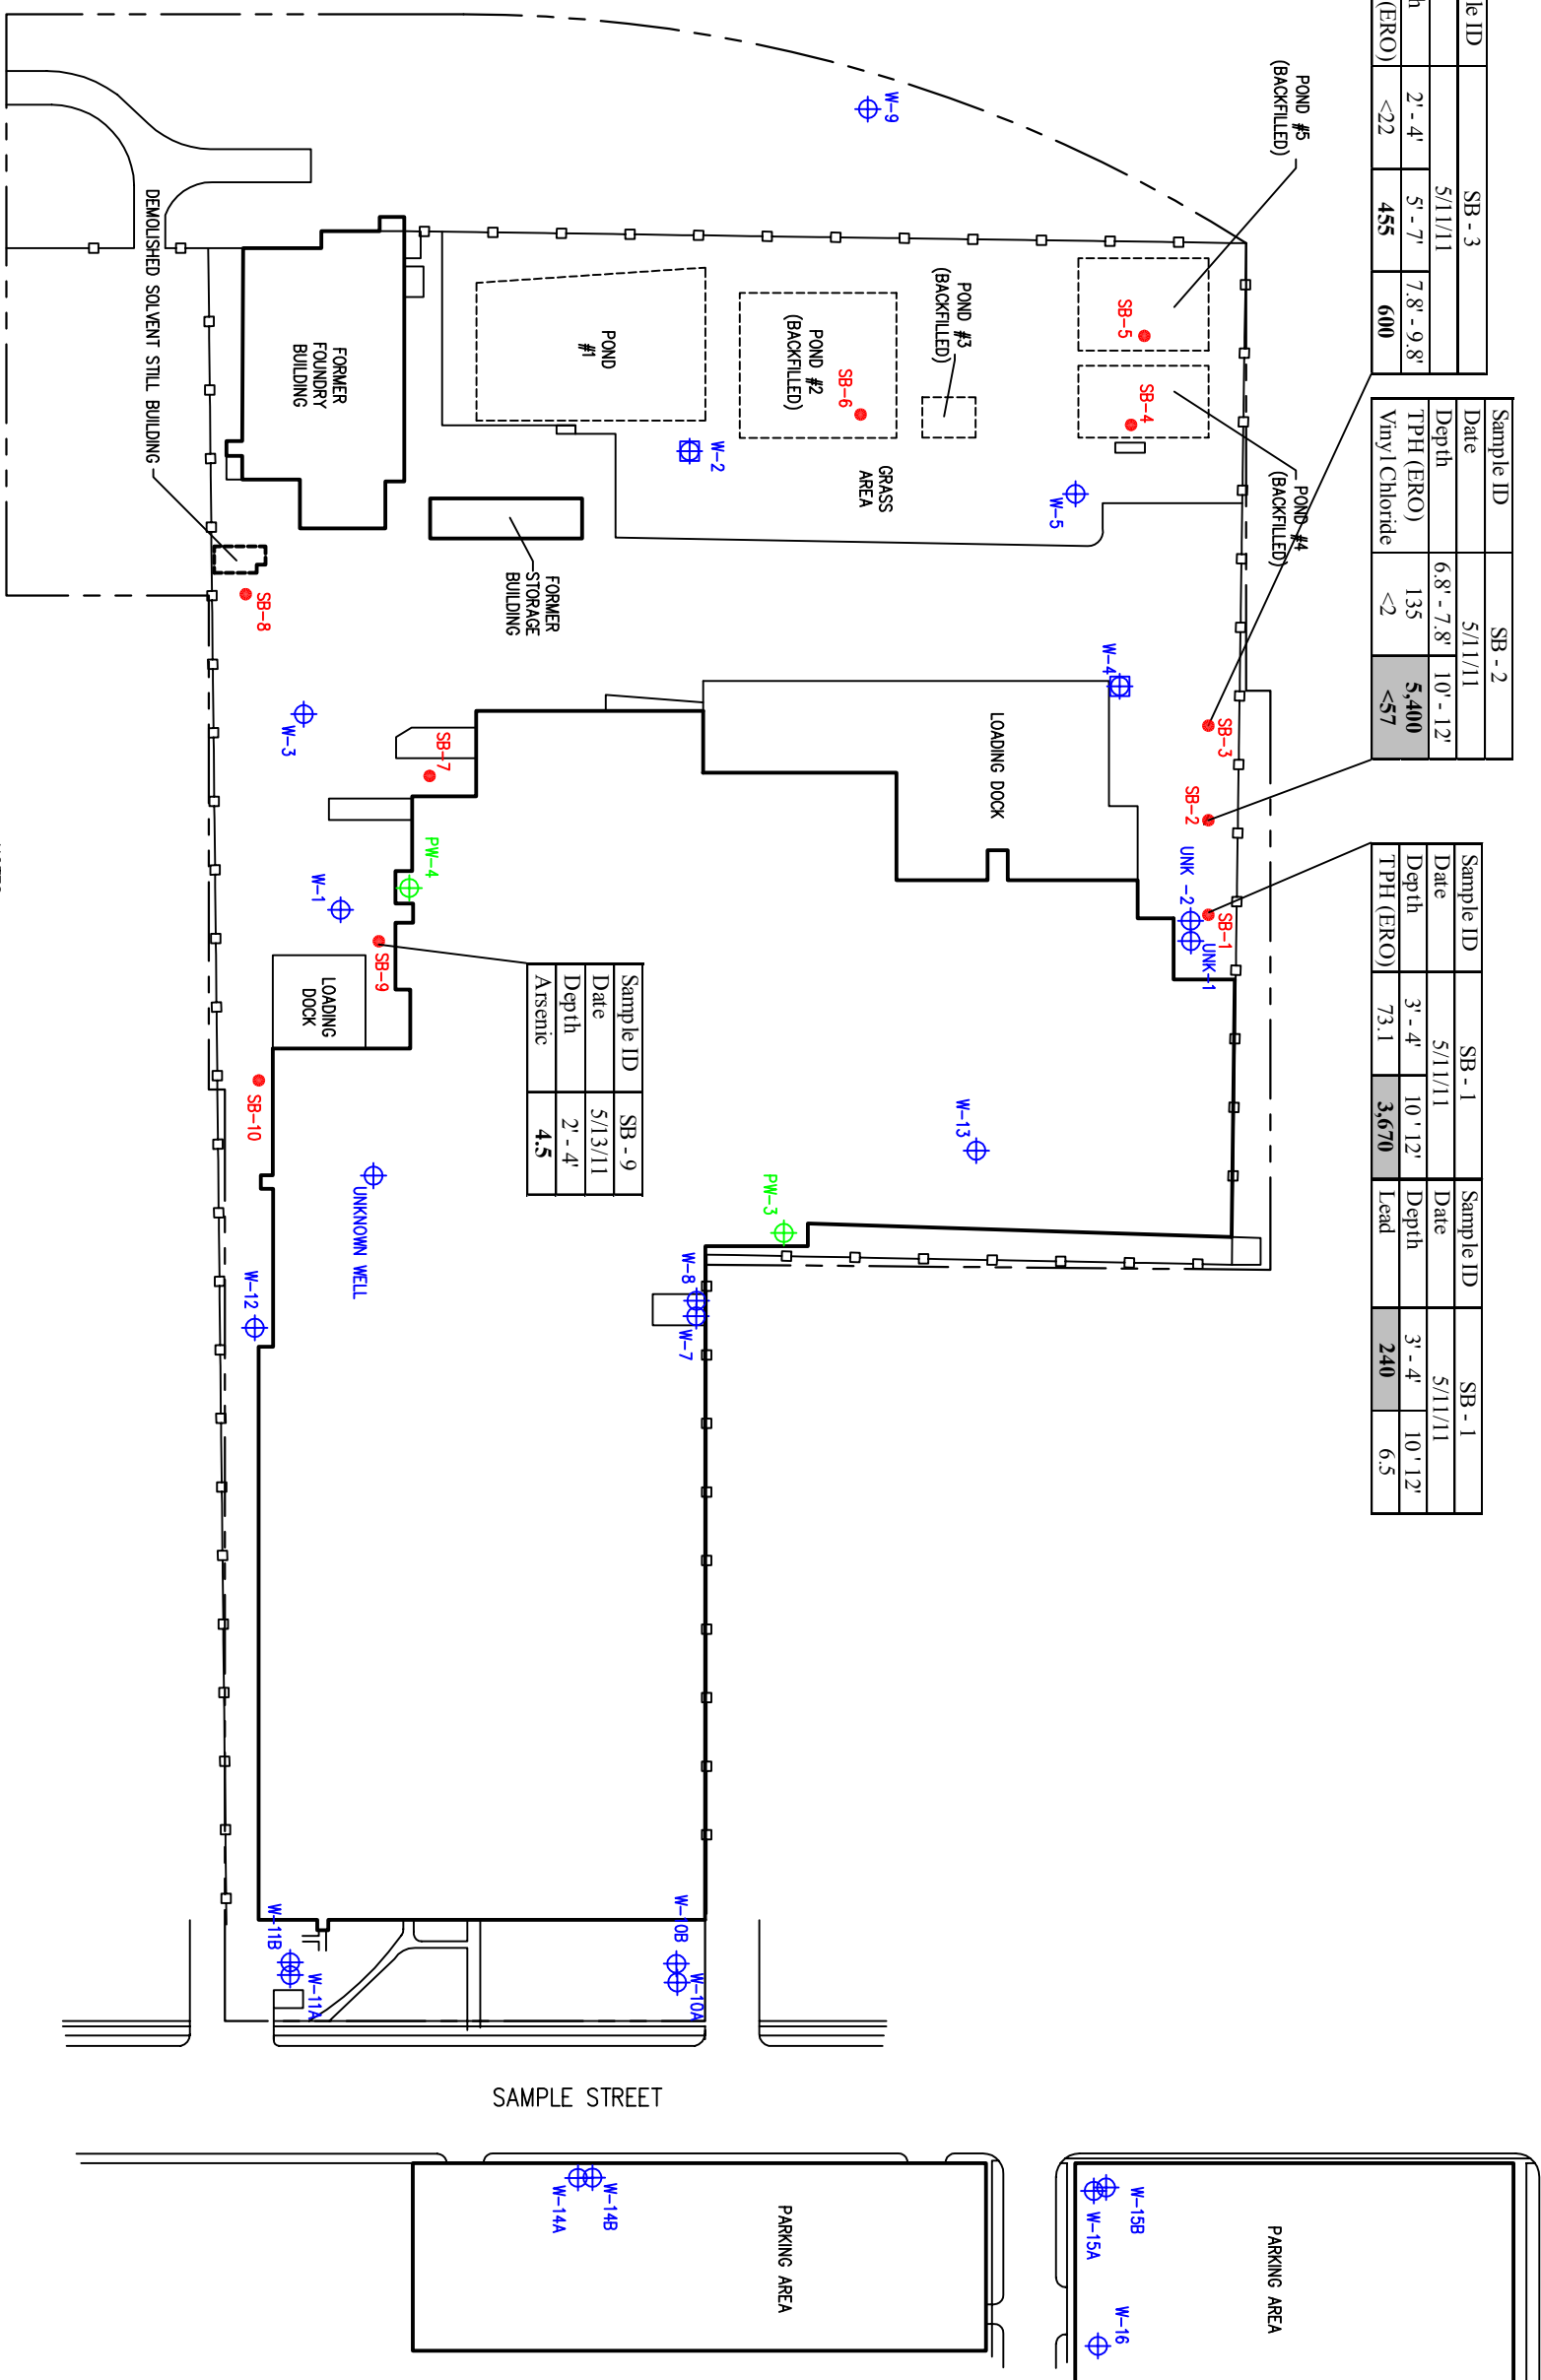 le ID
SB - 3
5/11/11
h
2' - 4'
5' - 7'
7.8' - 9.8'
(ERO)
<22
455
600
Sample ID
SB - 2
Date
5/11/11
Depth
6.8' - 7.8'
10' - 12'
TPH (ERO)
135
5,400
Vinyl Chloride
<2
<57
Sample ID
SB - 1
Sample ID
SB - 1
Date
5/11/11
Date
5/11/11
Depth
3' - 4'
10' 12'
Depth
3' - 4'
10' 12'
TPH (ERO)
73.1
3,670
Lead
240
6.5
POND #5
(BACKFILLED)
POND #4
(BACKFILLED)
SB-5
SB-4
W-9
POND #3
(BACKFILLED)
POND #2
(BACKFILLED)
SB-6
GRASS
AREA
W-5
W-2
POND
#1
FORMER
FOUNDRY
BUILDING
FORMER
STORAGE
BUILDING
DEMOLISHED SOLVENT STILL BUILDING
SB-8
W-3
SB-7
W-4
SB-3
SB-2
SB-1
UNK -2
UNK-1
LOADING DOCK
PW-4
W-1
SB-9
LOADING
DOCK
SB-10
Sample ID
SB - 9
Date
5/13/11
Depth
2' - 4'
Arsenic
4.5
W-13
PW-3
UNKNOWN WELL
W-12
W-8
W-7
W-10B
W-10A
W-11B
W-11A
SAMPLE STREET
W-14A
W-14B
PARKING AREA
W-15B
W-15A
W-16
PARKING AREA